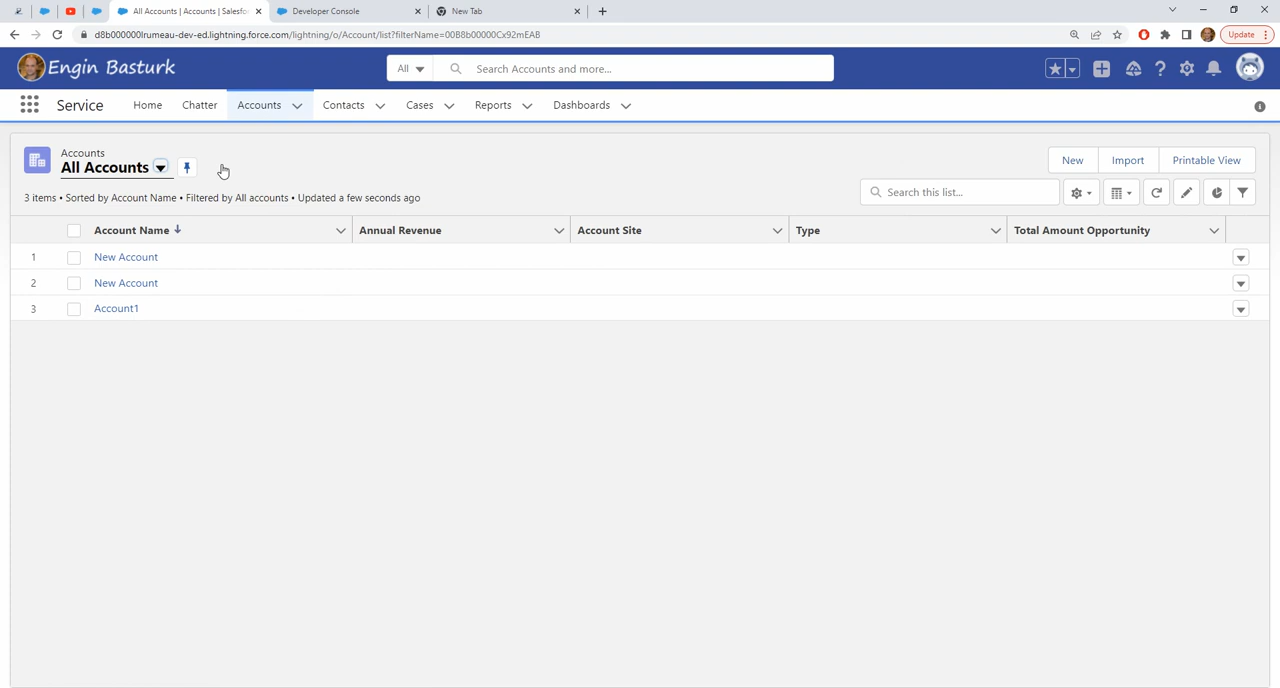 All Accounts | Accounts | Salesfo
Developer Console
New Tab
d8b000000lrumeau-dev-ed.lightning.force.com/lightning/o/Account/list?filterName=00B8b00000Cx92mEAB
Update
Engin Basturk
All
Search Accounts and more...
Service
Home
Chatter
Accounts
Contacts
Cases
Reports
Dashboards
Accounts
All Accounts
New
Import
Printable View
3 items • Sorted by Account Name • Filtered by All accounts • Updated a few seconds ago
Search this list...
Account Name
Annual Revenue
Account Site
Type
Total Amount Opportunity
1 New Account
2 New Account
3 Account1